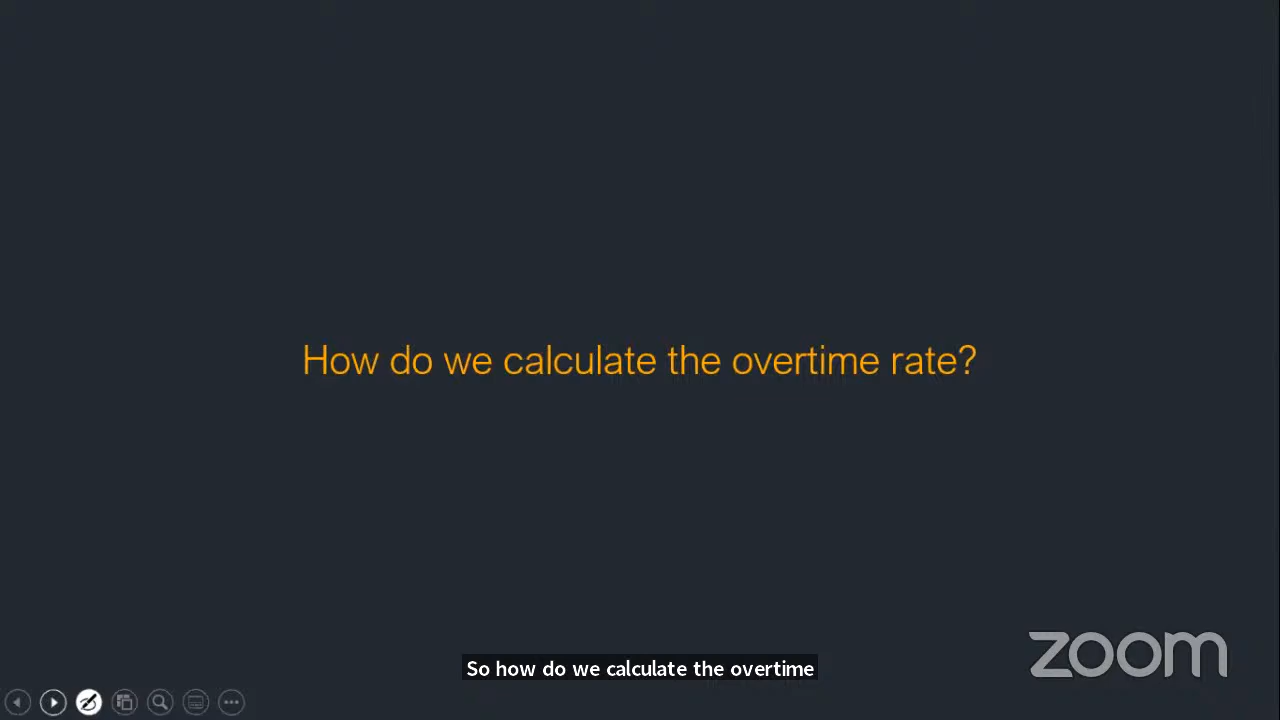 How do we calculate the overtime rate?
So how do we calculate the overtime
zoom